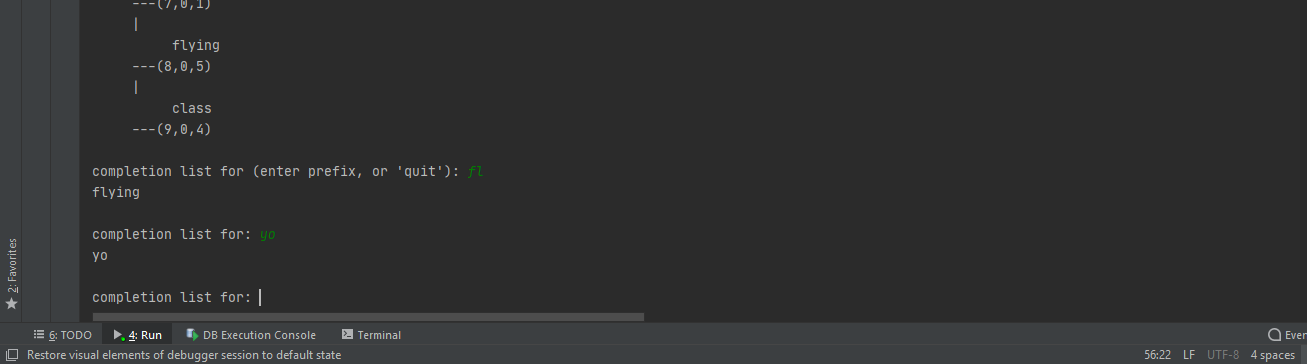 ---(7,0,1)
|
flying
---(8,0,5)
|
class
---(9,0,4)
completion list for (enter prefix, or 'quit'): fl
flying
completion list for: yo
yo
completion list for:
2: Favorites
6: TODO 4: Run DB Execution Console Terminal
Restore visual elements of debugger session to default state 56:22 LF UTF-8 4 spaces